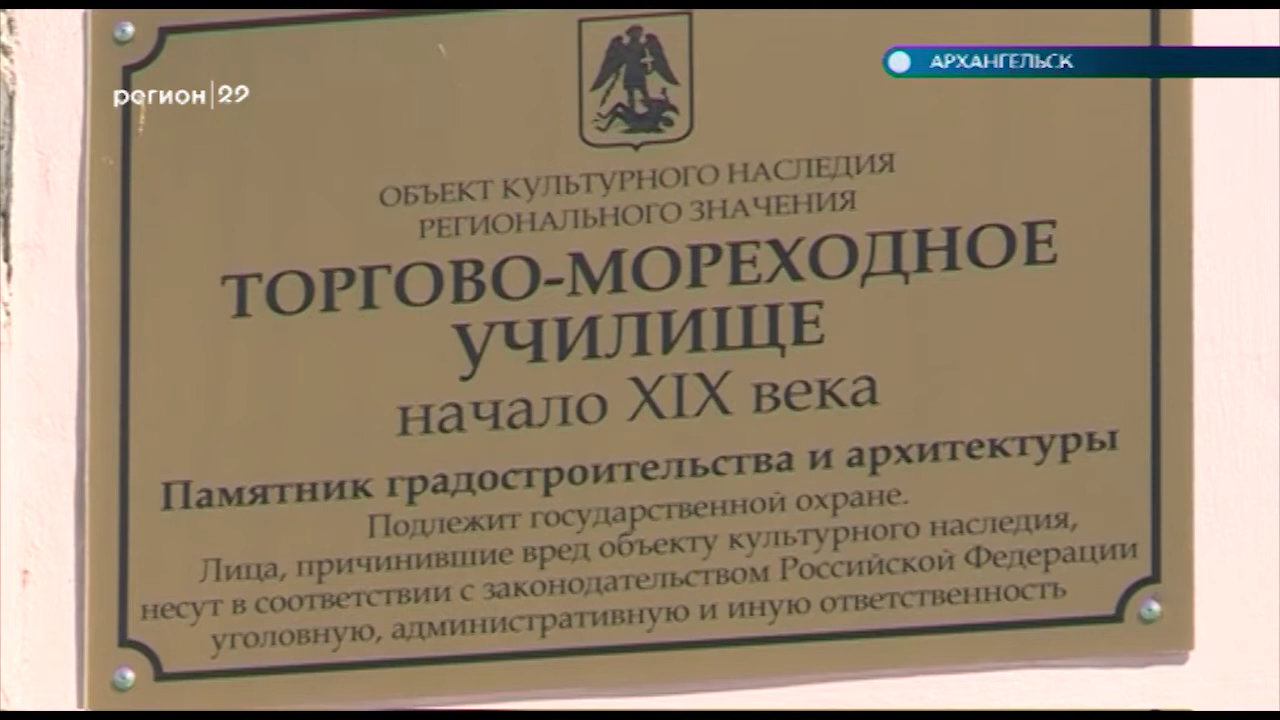 АРХАНГЕЛЬСК
регион|29
ОБЪЕКТ КУЛЬТУРНОГО НАСЛЕДИЯ
РЕГИОНАЛЬНОГО ЗНАЧЕНИЯ
ТОРГОВО-МОРЕХОДНОЕ
УЧИЛИЩЕ
начало XIX века
Памятник градостроительства и архитектуры
Подлежит государственной охране.
Лица, причинившие вред объекту культурного наследия,
несут в соответствии с законодательством Российской Федерации
уголовную, административную и иную ответственность